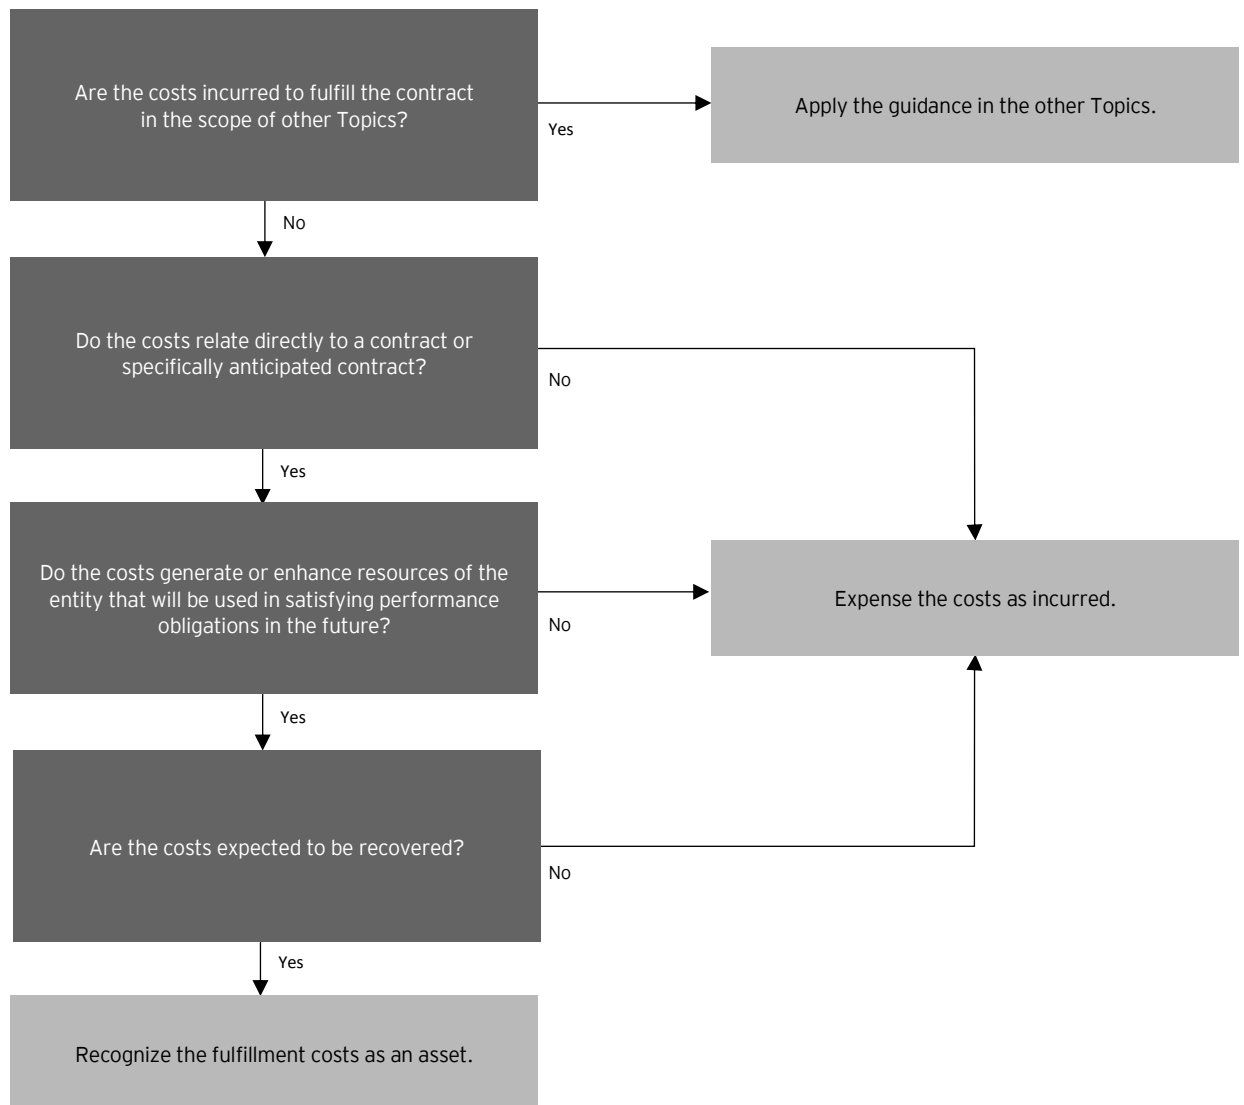 Are the costs incurred to fulfill the contract
in the scope of other Topics?
Yes
Apply the guidance in the other Topics.
No
Do the costs relate directly to a contract or
specifically anticipated contract?
No
Yes
Do the costs generate or enhance resources of the
entity that will be used in satisfying performance
obligations in the future?
No
Expense the costs as incurred.
Yes
Are the costs expected to be recovered?
No
Yes
Recognize the fulfillment costs as an asset.